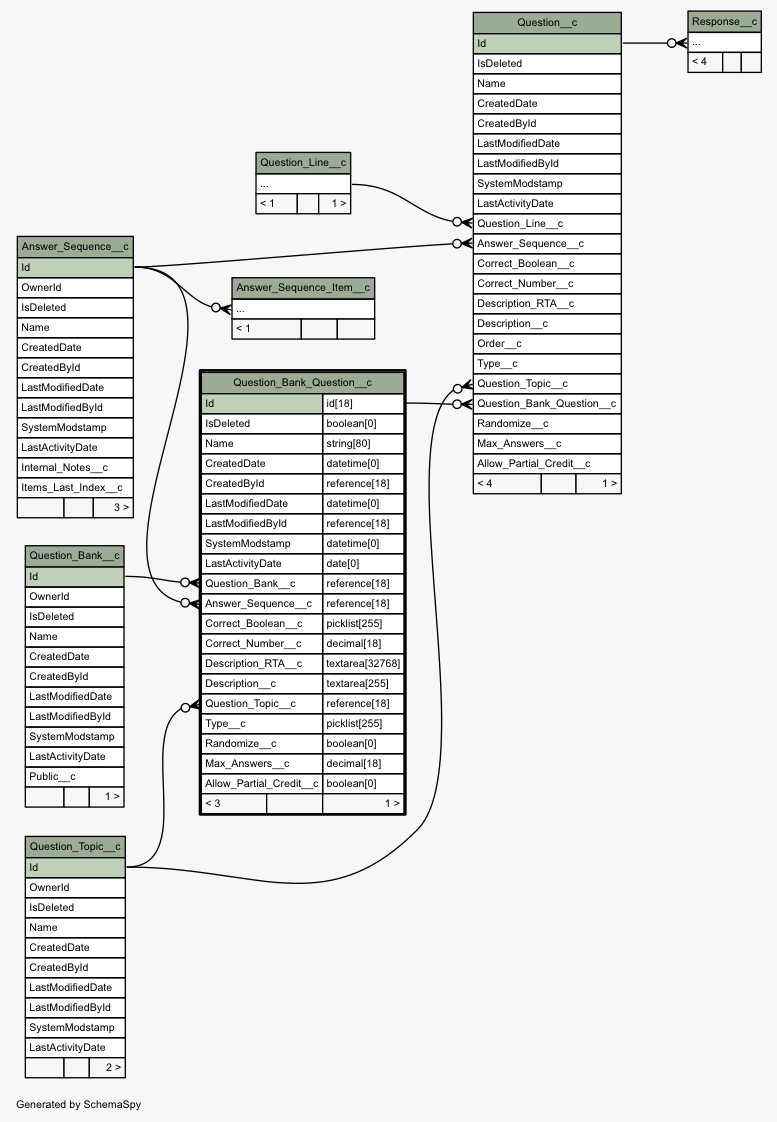 Question__c
Id
IsDeleted
Name
CreatedDate
CreatedById
LastModifiedDate
LastModifiedById
SystemModstamp
LastActivityDate
Question_Line__c
Answer_Sequence__c
Correct_Boolean__c
Correct_Number__c
Description_RTA__c
Description__c
Order__c
Type__c
Question_Topic__c
Question_Bank_Question__c
Randomize__c
Max_Answers__c
Allow_Partial_Credit__c
< 4 1 >
Response__c
...
< 4
Question_Line__c
...
< 1 1 >
Answer_Sequence__c
Id
OwnerId
IsDeleted
Name
CreatedDate
CreatedById
LastModifiedDate
LastModifiedById
SystemModstamp
LastActivityDate
Internal_Notes__c
Items_Last_Index__c
3 >
Answer_Sequence_Item__c
...
< 1
Question_Bank_Question__c
Id id[18]
IsDeleted boolean[0]
Name string[80]
CreatedDate datetime[0]
CreatedById reference[18]
LastModifiedDate datetime[0]
LastModifiedById reference[18]
SystemModstamp datetime[0]
LastActivityDate date[0]
Question_Bank__c reference[18]
Answer_Sequence__c reference[18]
Correct_Boolean__c picklist[255]
Correct_Number__c decimal[18]
Description_RTA__c textarea[32768]
Description__c textarea[255]
Question_Topic__c reference[18]
Type__c picklist[255]
Randomize__c boolean[0]
Max_Answers__c decimal[18]
Allow_Partial_Credit__c boolean[0]
< 3 1 >
Question_Bank__c
Id
OwnerId
IsDeleted
Name
CreatedDate
CreatedById
LastModifiedDate
LastModifiedById
SystemModstamp
LastActivityDate
Public__c
1 >
Question_Topic__c
Id
OwnerId
IsDeleted
Name
CreatedDate
CreatedById
LastModifiedDate
LastModifiedById
SystemModstamp
LastActivityDate
2 >
Generated by SchemaSpy